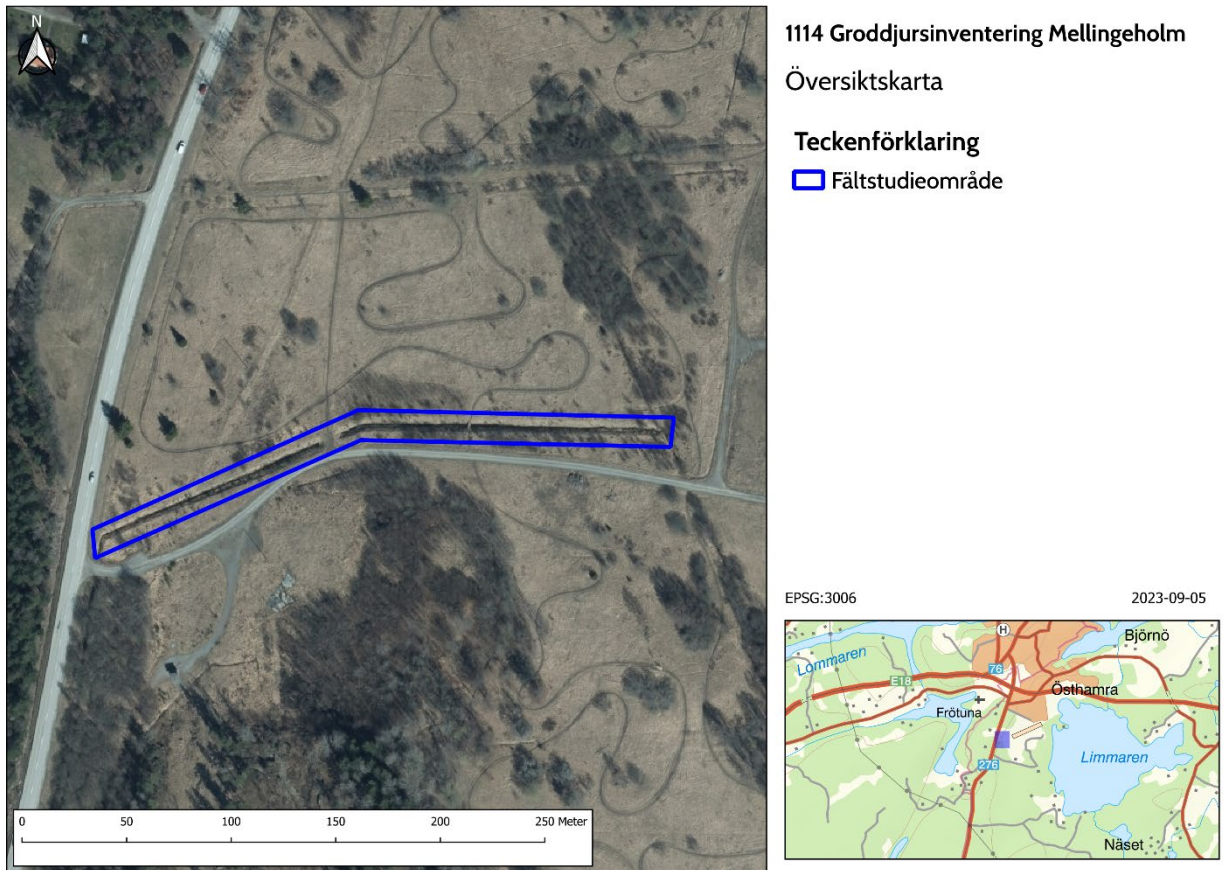 N
1114 Groddjursinventering Mellingeholm
Översiktskarta
Teckenförklaring
Fältstudieområde
0 50 100 150 200 250 Meter
EPSG:3006 2023-09-05
H
Björnö
Lommaren
76
E18
Östhamra
Frötuna
276
Limmaren
Näset